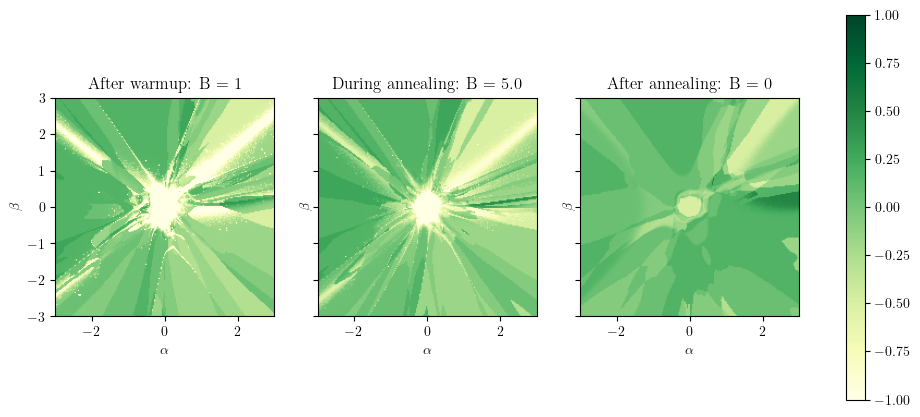 After warmup: B = 1
During annealing: B = 5.0
After annealing: B = 0
3
2
1
0
−1
−2
−3
β
β
β
−2
0
2
−2
0
2
−2
0
2
α
α
α
1.00
0.75
0.50
0.25
0.00
−0.25
−0.50
−0.75
−1.00